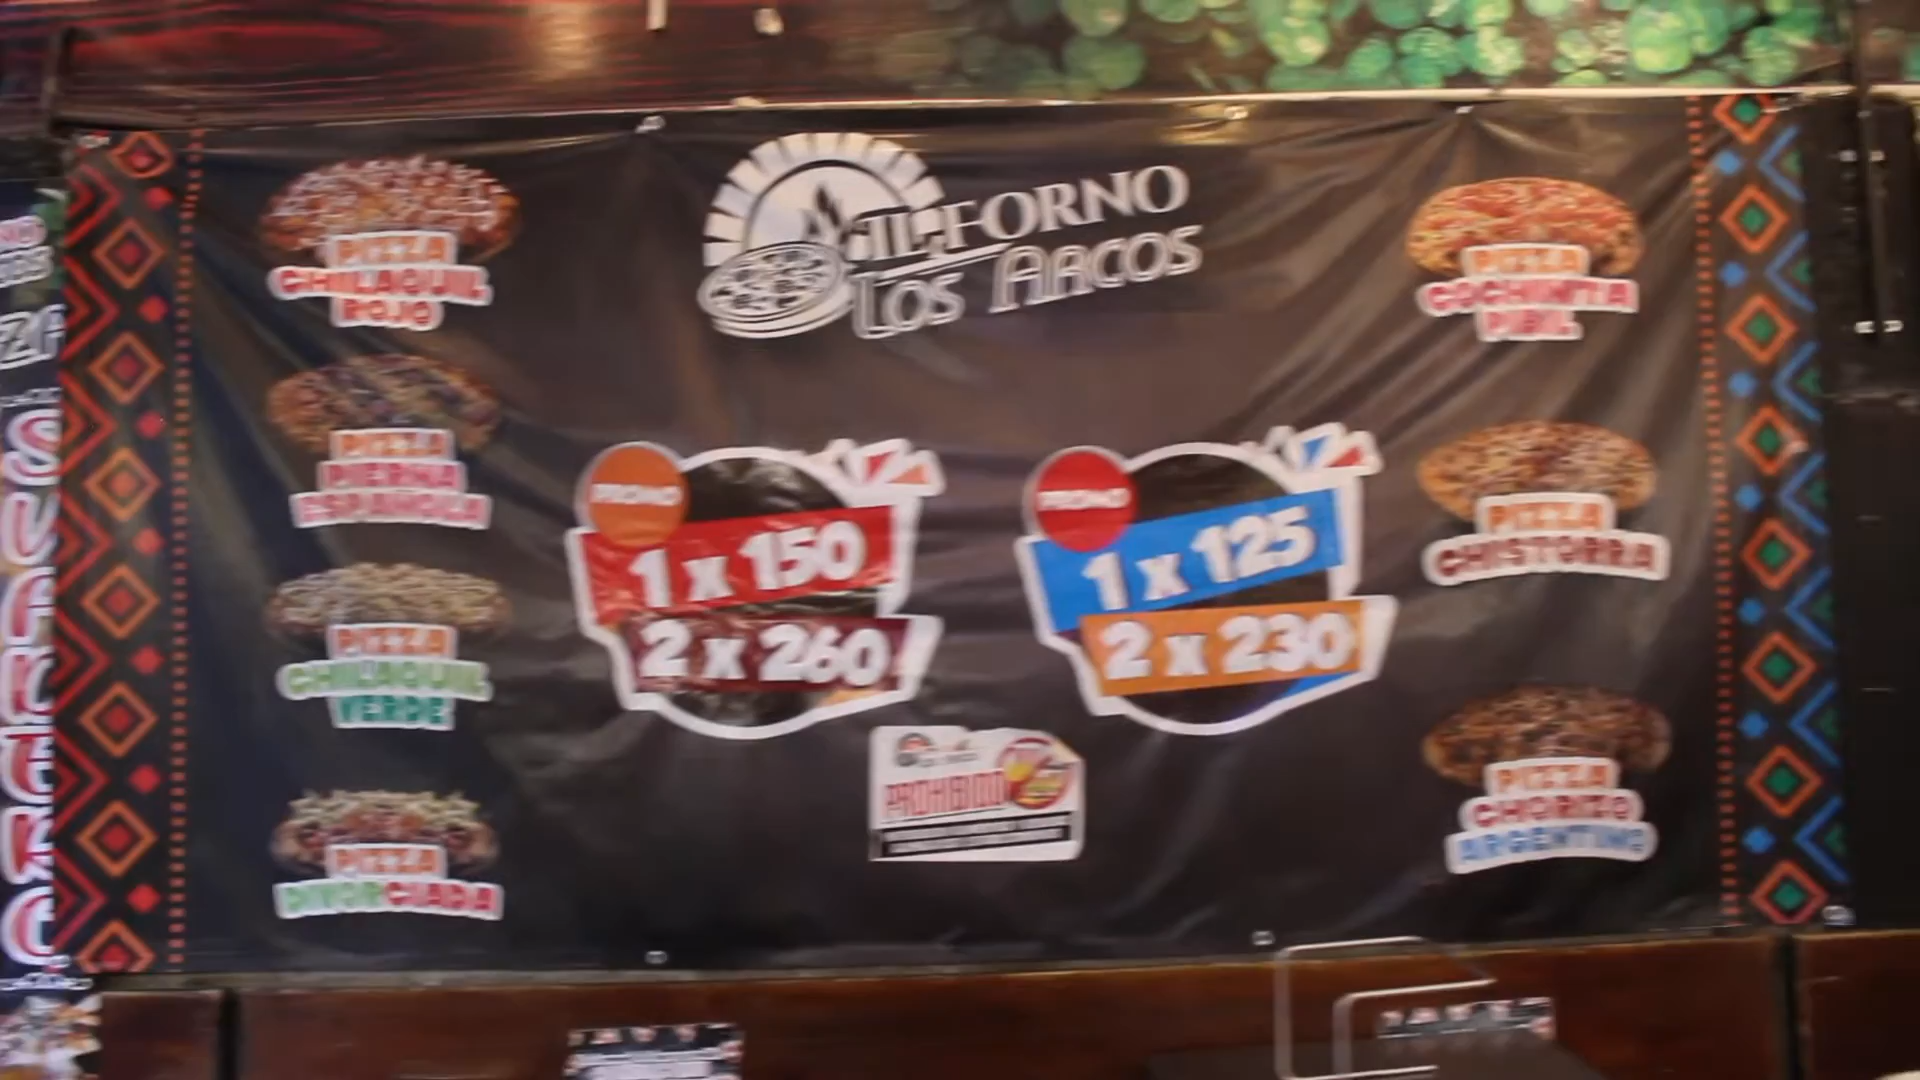 IL FORNO
LOS ARCOS
PIZZA
CHILAQUIL
ROJO
PIZZA
PIERNA
ESPAÑOLA
PIZZA
CHILAQUIL
VERDE
PIZZA
DIVORCIADA
PROMO
1 x 150
2 x 260
PROMO
1 x 125
2 x 230
PROHIBIDO
PIZZA
COCHINITA
PIBIL
PIZZA
CHISTORRA
PIZZA
CHORIZO
ARGENTINO